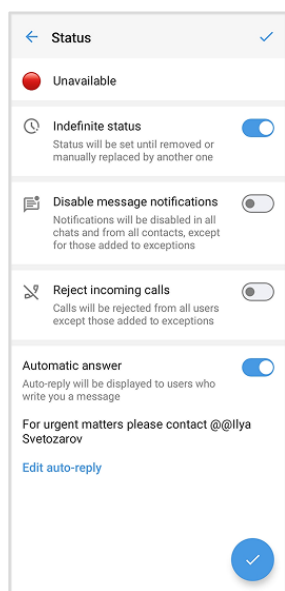 Status
Unavailable
Indefinite status
Status will be set until removed or
manually replaced by another one
Disable message notifications
Notifications will be disabled in all
chats and from all contacts, except
for those added to exceptions
Reject incoming calls
Calls will be rejected from all users
except those added to exceptions
Automatic answer
Auto-reply will be displayed to users who
write you a message
For urgent matters please contact @@Ilya
Svetozarov
Edit auto-reply